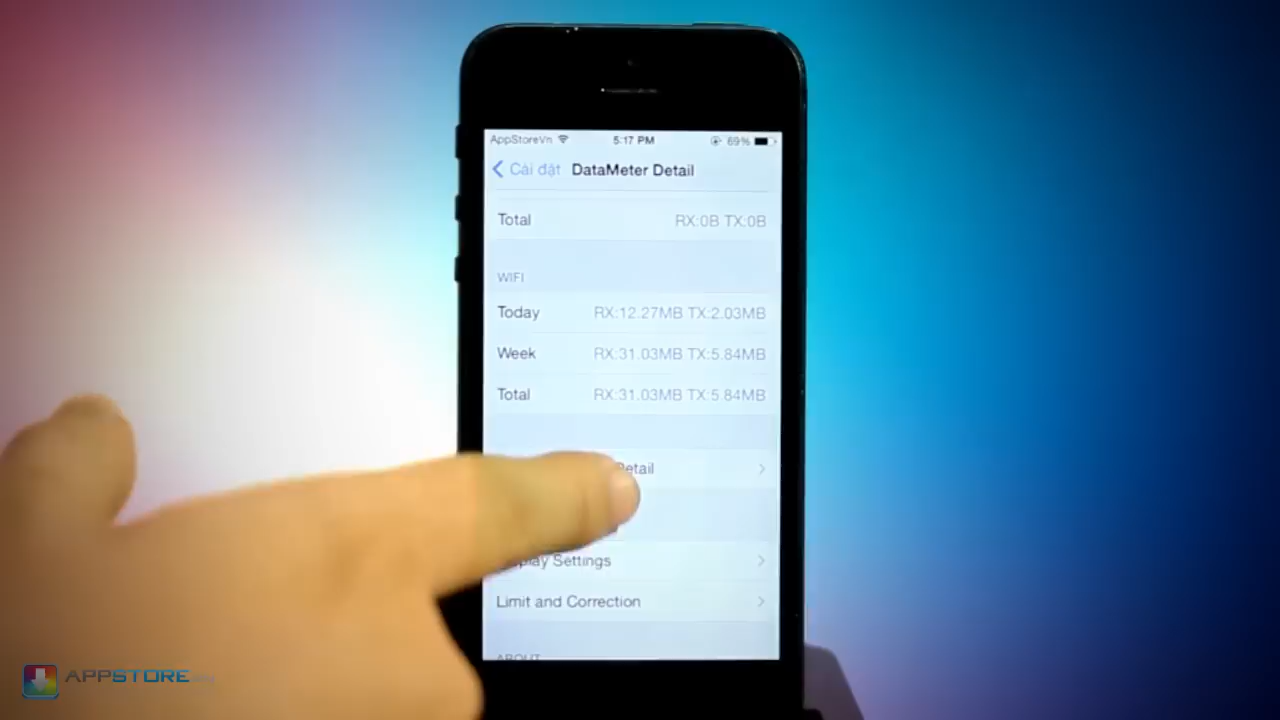 AppStoreVn 5:17 PM 69%
Cài đặt DataMeter Detail
Total RX:0B TX:0B
WIFI
Today RX:12.27MB TX:2.03MB
Week RX:31.03MB TX:5.84MB
Total RX:31.03MB TX:5.84MB
Detail
Settings
Limit and Correction
ABOUT
APPSTORE